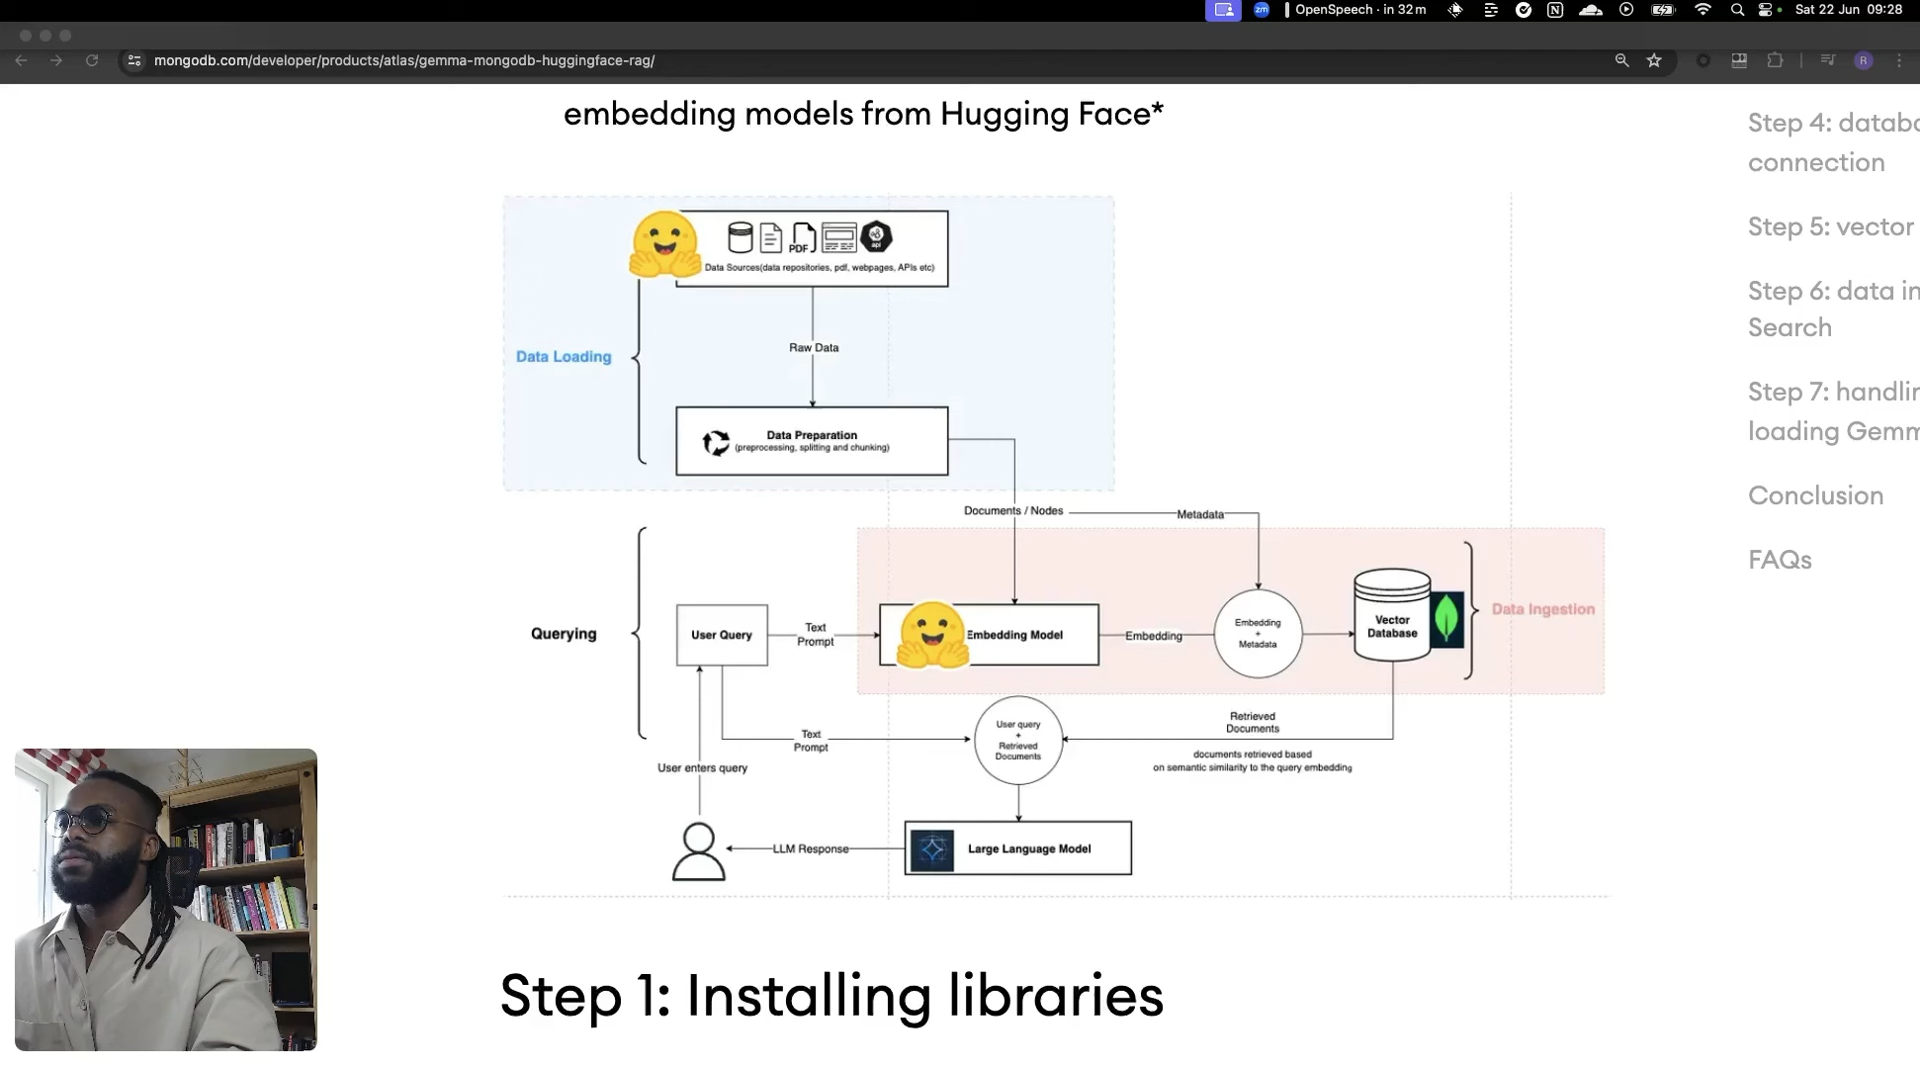 OpenSpeech · in 32 m
Sat 22 Jun 09:28
mongodb.com/developer/products/atlas/gemma-mongodb-huggingface-rag/
R
embedding models from Hugging Face*
Step 4: databa
connection
Step 5: vector
Step 6: data in
Search
Step 7: handlin
loading Gemm
Conclusion
FAQs
PDF
api
Data Sources(data repositories, pdf, webpages, APIs etc)
Data Loading
Raw Data
Data Preparation
(preprocessing, splitting and chunking)
Documents / Nodes
Metadata
Querying
User Query
Text
Prompt
Embedding Model
Embedding
Embedding
+
Metadata
Vector
Database
Data Ingestion
Text
Prompt
User query
+
Retrieved
Documents
Retrieved
Documents
documents retrieved based
on semantic similarity to the query embedding
User enters query
LLM Response
Large Language Model
Step 1: Installing libraries